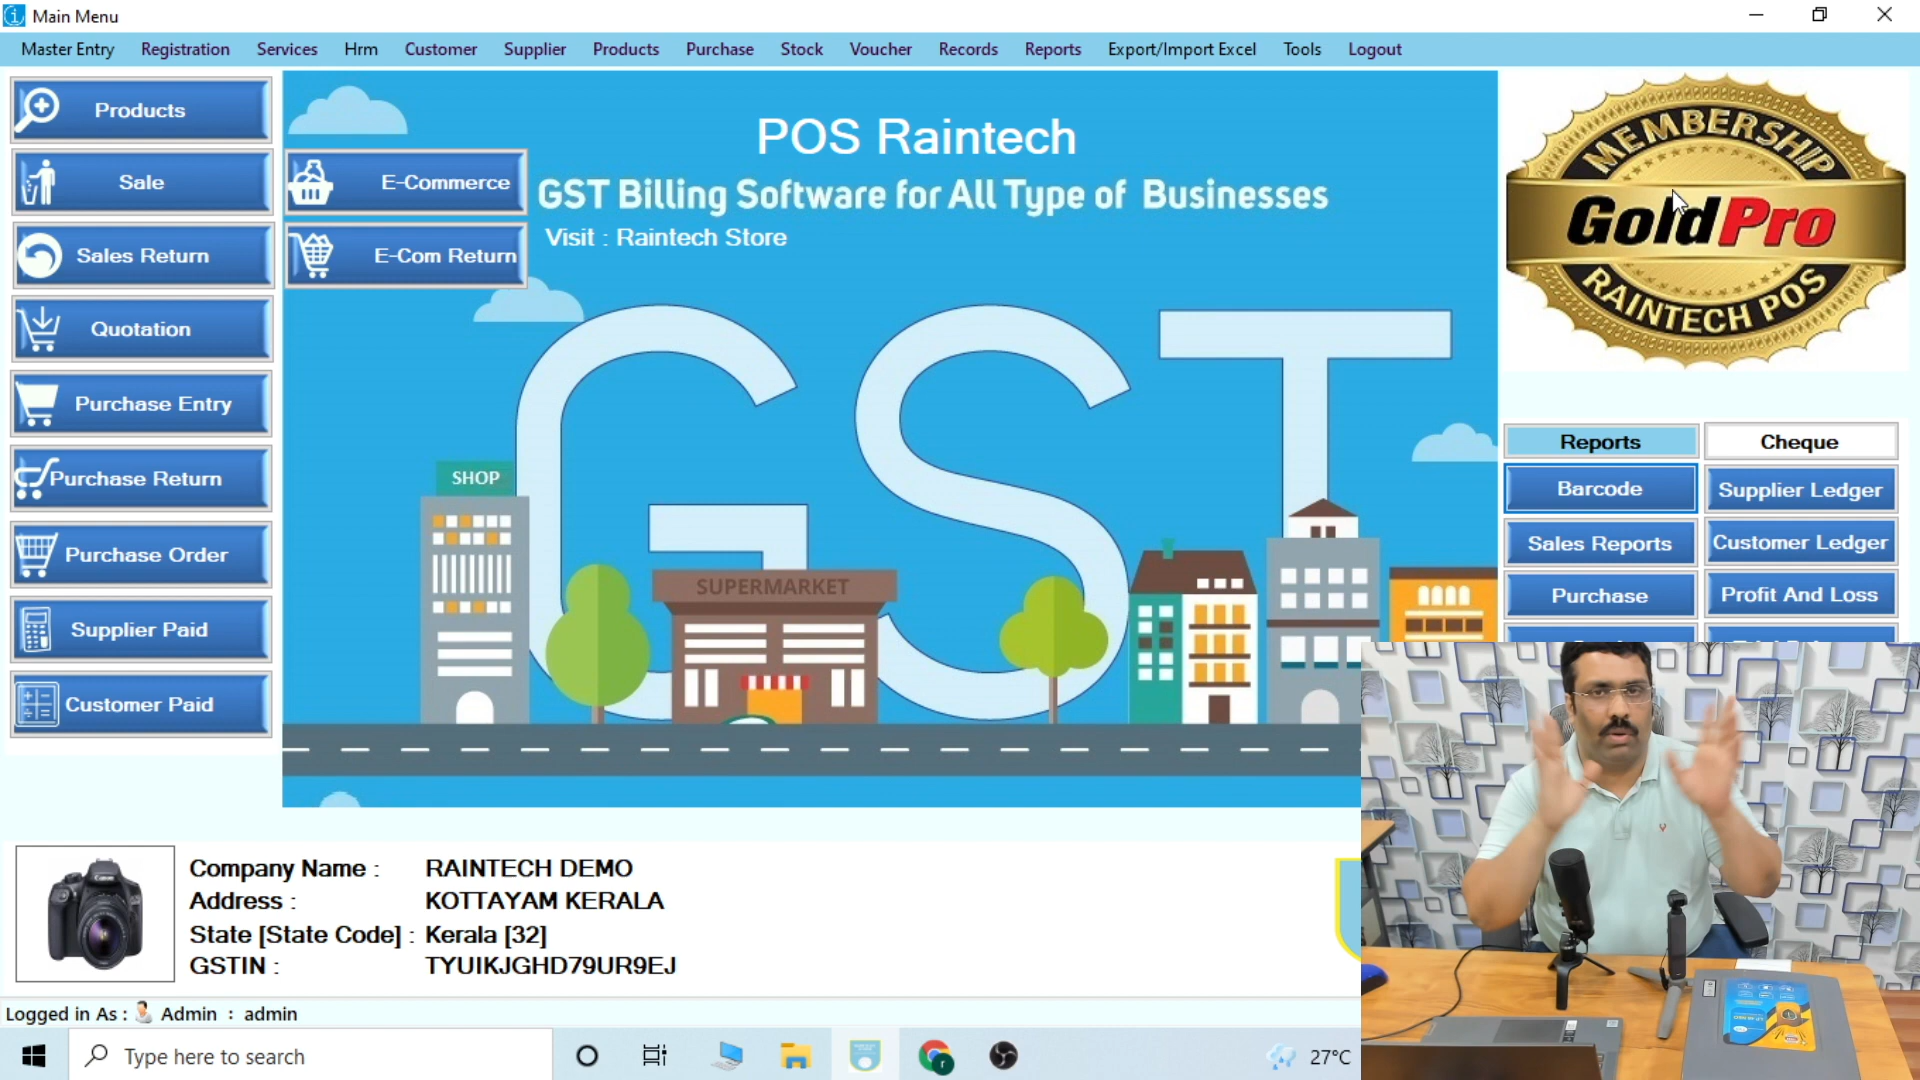 Main Menu
Master Entry Registration Services Hrm Customer Supplier Products Purchase Stock Voucher Records Reports Export/Import Excel Tools Logout
Products
Sale
Sales Return
Quotation
Purchase Entry
Purchase Return
Purchase Order
Supplier Paid
Customer Paid
E-Commerce
E-Com Return
POS Raintech
GST Billing Software for All Type of Businesses
Visit : Raintech Store
GST
SHOP
SUPERMARKET
MEMBERSHIP
GoldPro
RAINTECH POS
Reports Cheque
Barcode Supplier Ledger
Sales Reports Customer Ledger
Purchase Profit And Loss
Company Name : RAINTECH DEMO
Address : KOTTAYAM KERALA
State [State Code] : Kerala [32]
GSTIN : TYUIKJGHD79UR9EJ
Logged in As : Admin : admin
Type here to search
27°C